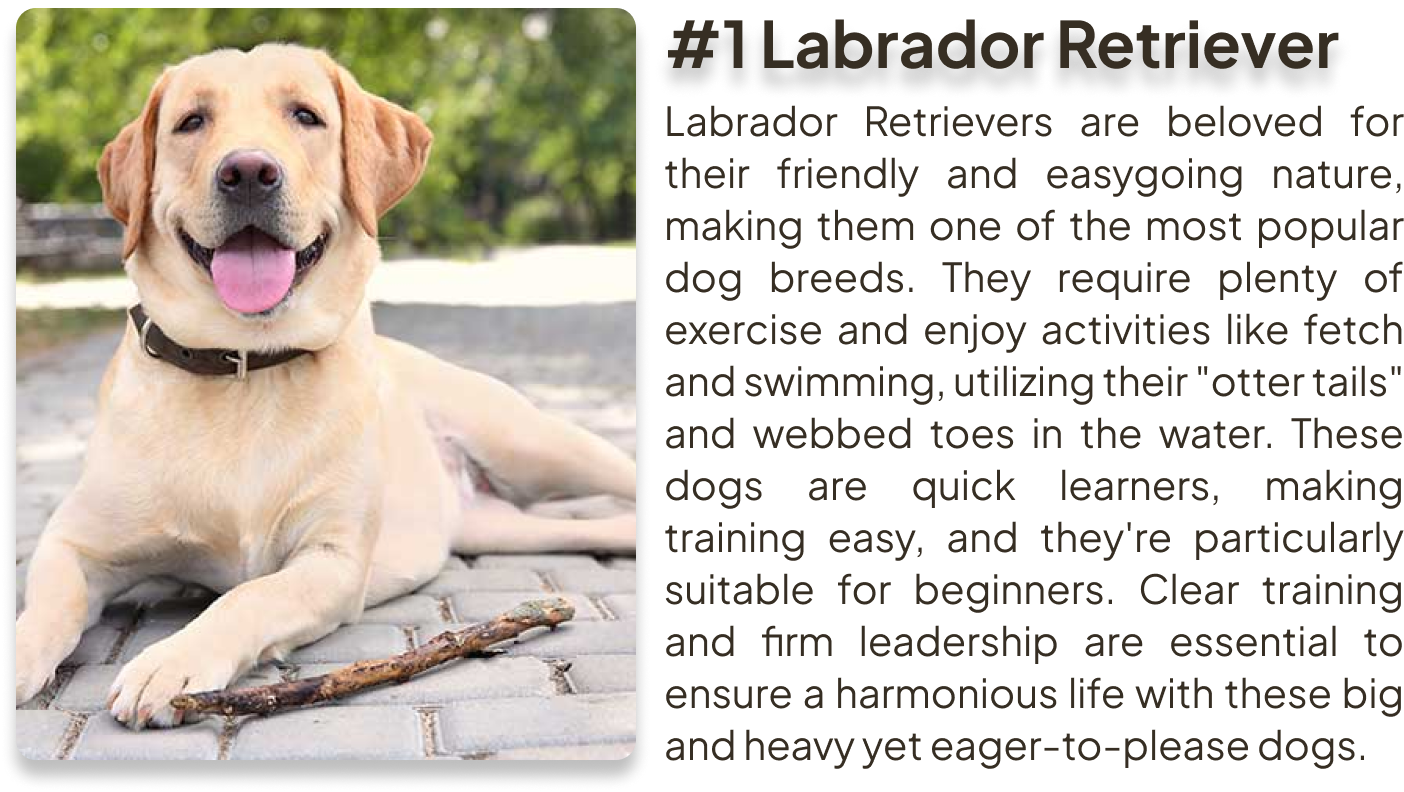 #1 Labrador Retriever
Labrador Retrievers are beloved for
their friendly and easygoing nature,
making them one of the most popular
dog breeds. They require plenty of
exercise and enjoy activities like fetch
and swimming, utilizing their "otter tails"
and webbed toes in the water. These
dogs are quick learners, making
training easy, and they're particularly
suitable for beginners. Clear training
and firm leadership are essential to
ensure a harmonious life with these big
and heavy yet eager-to-please dogs.